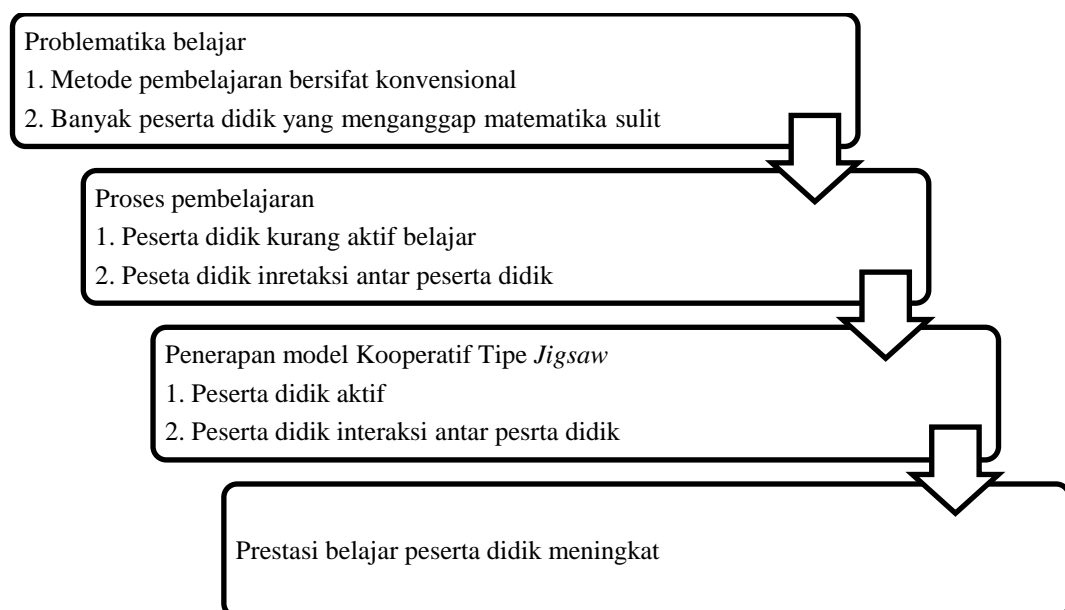 Problematika belajar
1. Metode pembelajaran bersifat konvensional
2. Banyak peserta didik yang menganggap matematika sulit
Proses pembelajaran
1. Peserta didik kurang aktif belajar
2. Peseta didik inretaksi antar peserta didik
Penerapan model Kooperatif Tipe Jigsaw
1. Peserta didik aktif
2. Peserta didik interaksi antar pesrta didik
Prestasi belajar peserta didik meningkat